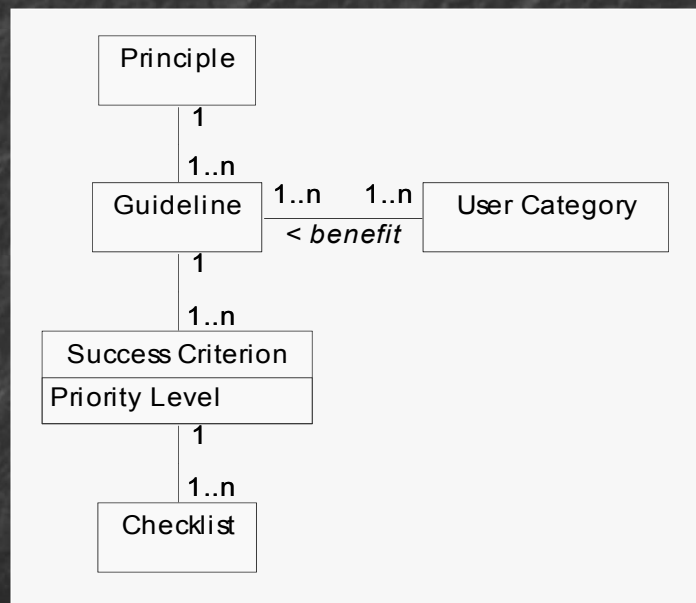 Principle
1
1..n
Guideline
1..n
1..n
User Category
< benefit
1
1..n
Success Criterion
Priority Level
1
1..n
Checklist